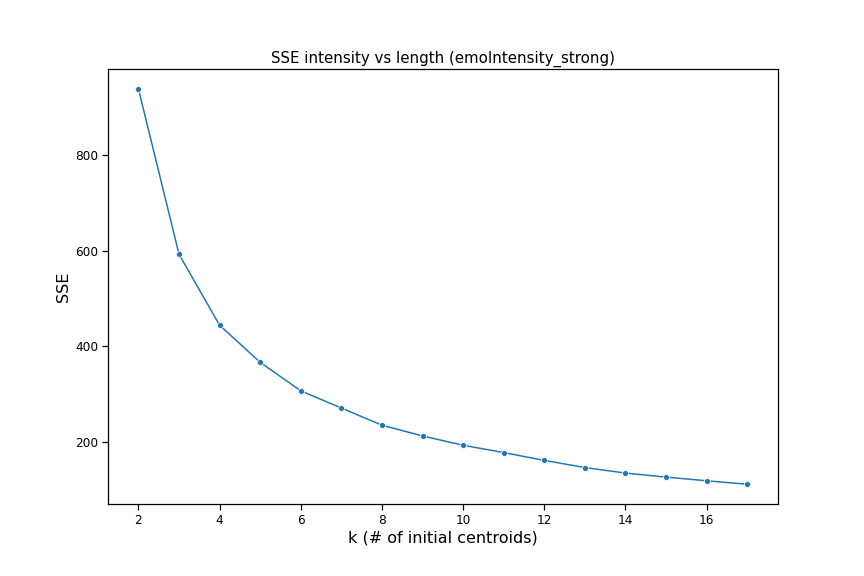 SSE intensity vs length (emoIntensity_strong)
SSE
800
600
400
200
2 4 6 8 10 12 14 16
k (# of initial centroids)